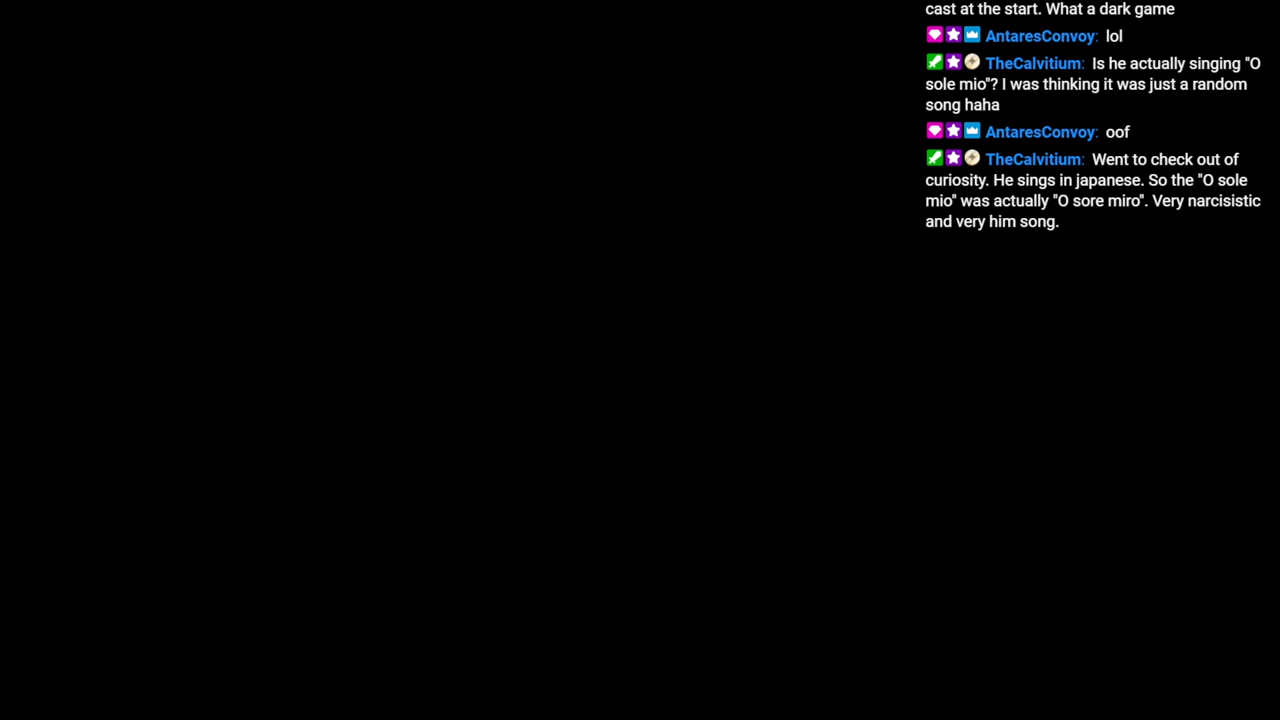 cast at the start. What a dark game
AntaresConvoy: lol
TheCalvitium: Is he actually singing "O
sole mio"? I was thinking it was just a random
song haha
AntaresConvoy: oof
TheCalvitium: Went to check out of
curiosity. He sings in japanese. So the "O sole
mio" was actually "O sore miro". Very narcisistic
and very him song.